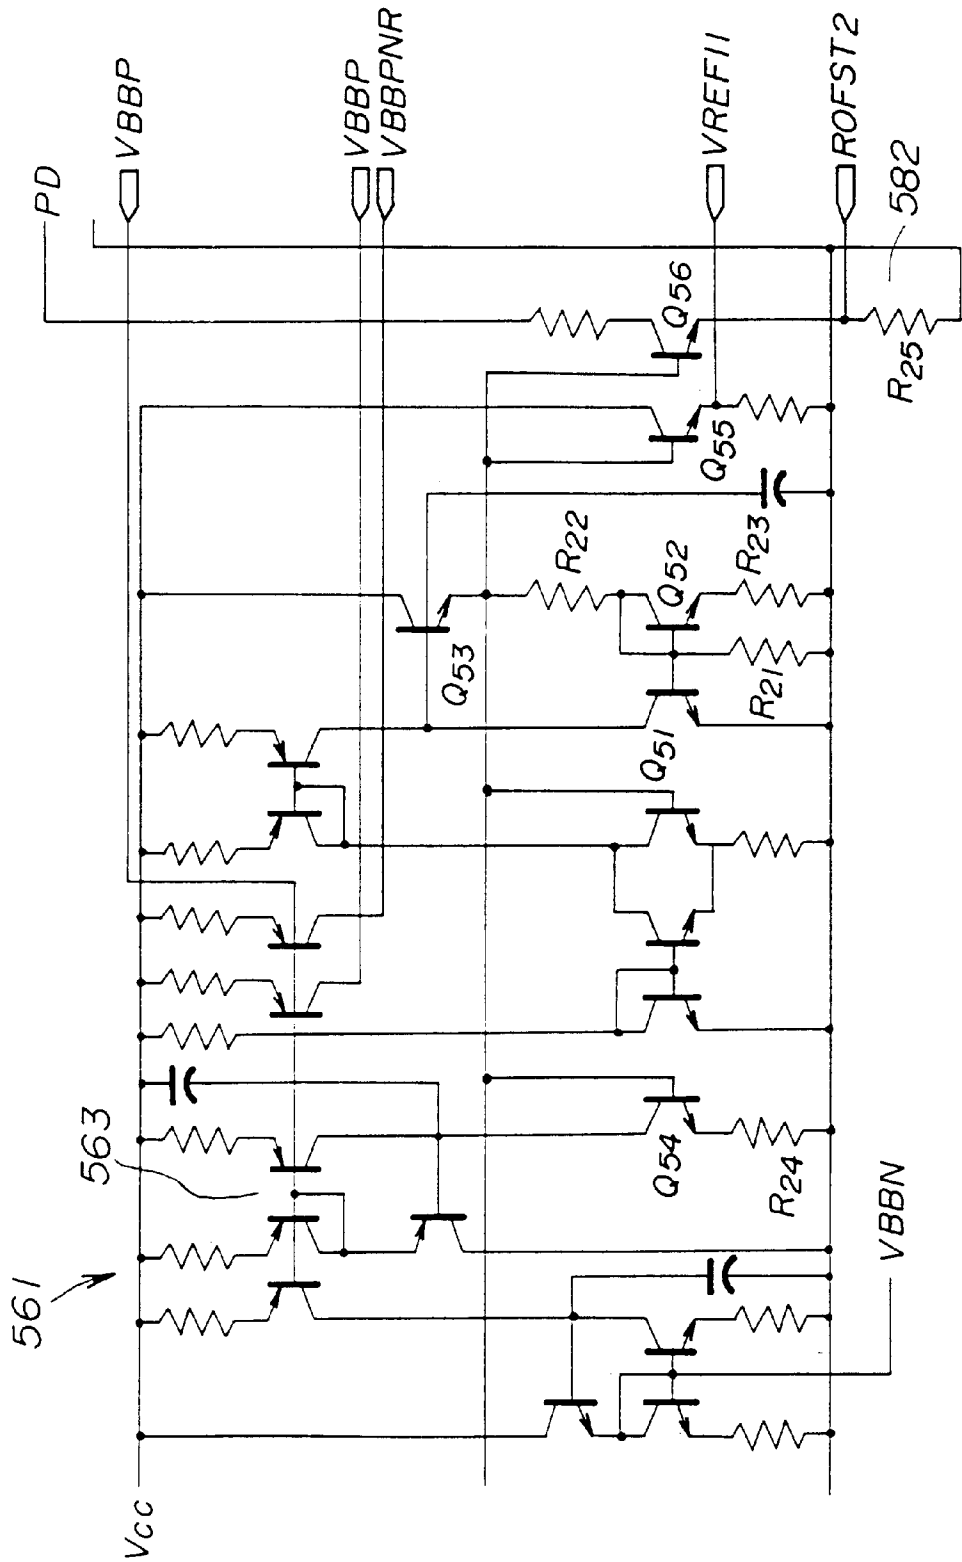 PD
VBBP
VBBP
VBBPNR
VREF11
ROFST2
582
Q56
R25
Q55
R22
Q52
R23
Q53
R21
Q51
563
Q54
R24
561
VBBN
Vcc